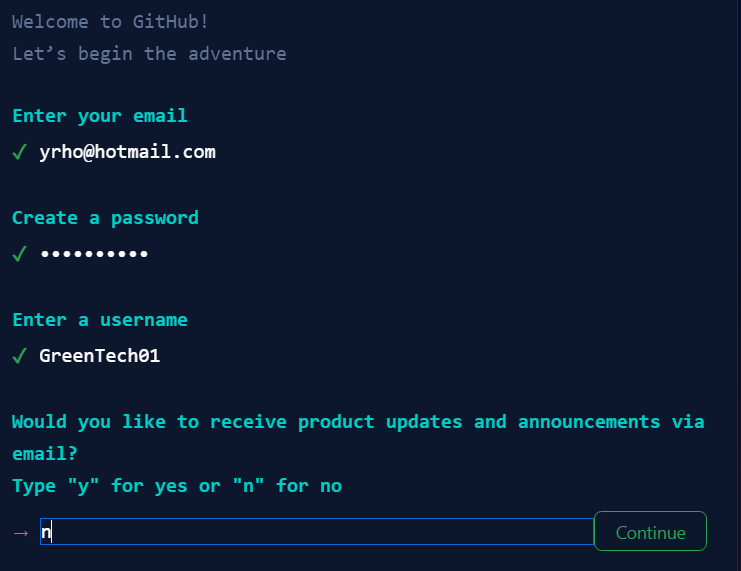 Welcome to GitHub!
Let’s begin the adventure
Enter your email
✓ yrho@hotmail.com
Create a password
✓ ••••••••••
Enter a username
✓ GreenTech01
Would you like to receive product updates and announcements via
email?
Type "y" for yes or "n" for no
→ n Continue